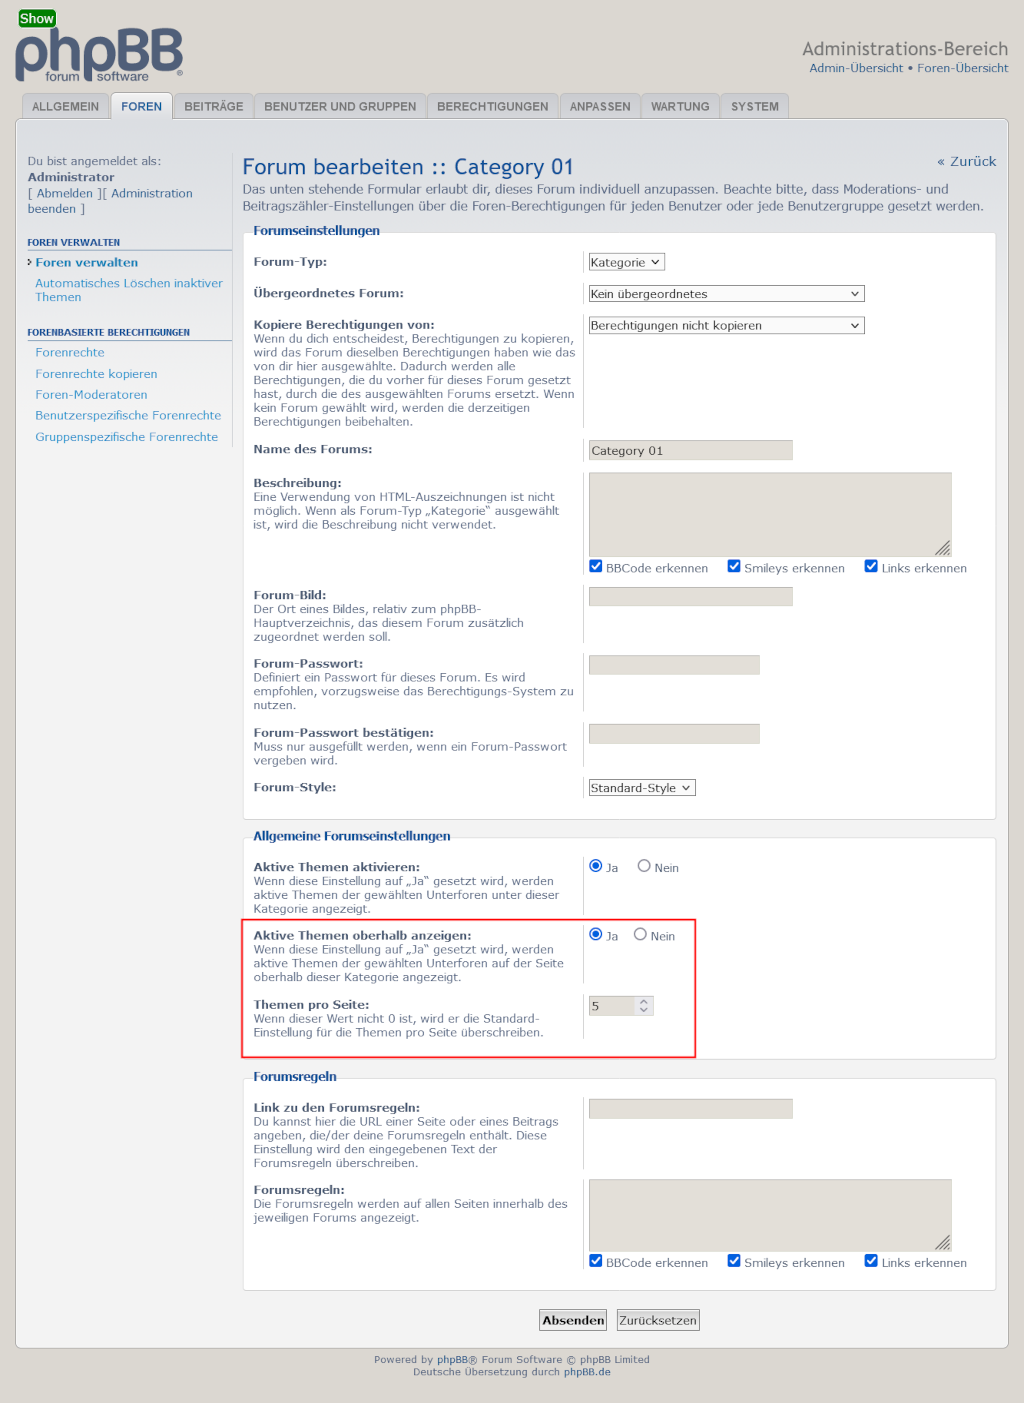 Show
phpBB
forum software ®
Administrations-Bereich
Admin-Übersicht • Foren-Übersicht
ALLGEMEIN FOREN BEITRÄGE BENUTZER UND GRUPPEN BERECHTIGUNGEN ANPASSEN WARTUNG SYSTEM
Du bist angemeldet als:
Administrator
[ Abmelden ][ Administration
beenden ]
FOREN VERWALTEN
Foren verwalten
Automatisches Löschen inaktiver
Themen
FORENBASIERTE BERECHTIGUNGEN
Forenrechte
Forenrechte kopieren
Foren-Moderatoren
Benutzerspezifische Forenrechte
Gruppenspezifische Forenrechte
« Zurück
Forum bearbeiten :: Category 01
Das unten stehende Formular erlaubt dir, dieses Forum individuell anzupassen. Beachte bitte, dass Moderations- und
Beitragszähler-Einstellungen über die Foren-Berechtigungen für jeden Benutzer oder jede Benutzergruppe gesetzt werden.
Forumseinstellungen
Forum-Typ: Kategorie
Übergeordnetes Forum: Kein übergeordnetes
Kopiere Berechtigungen von: Berechtigungen nicht kopieren
Wenn du dich entscheidest, Berechtigungen zu kopieren,
wird das Forum dieselben Berechtigungen haben wie das
von dir hier ausgewählte. Dadurch werden alle
Berechtigungen, die du vorher für dieses Forum gesetzt
hast, durch die des ausgewählten Forums ersetzt. Wenn
kein Forum gewählt wird, werden die derzeitigen
Berechtigungen beibehalten.
Name des Forums: Category 01
Beschreibung:
Eine Verwendung von HTML-Auszeichnungen ist nicht
möglich. Wenn als Forum-Typ „Kategorie“ ausgewählt
ist, wird die Beschreibung nicht verwendet.
BBCode erkennen Smileys erkennen Links erkennen
Forum-Bild:
Der Ort eines Bildes, relativ zum phpBB-
Hauptverzeichnis, das diesem Forum zusätzlich
zugeordnet werden soll.
Forum-Passwort:
Definiert ein Passwort für dieses Forum. Es wird
empfohlen, vorzugsweise das Berechtigungs-System zu
nutzen.
Forum-Passwort bestätigen:
Muss nur ausgefüllt werden, wenn ein Forum-Passwort
vergeben wird.
Forum-Style: Standard-Style
Allgemeine Forumseinstellungen
Aktive Themen aktivieren: Ja Nein
Wenn diese Einstellung auf „Ja“ gesetzt wird, werden
aktive Themen der gewählten Unterforen unter dieser
Kategorie angezeigt.
Aktive Themen oberhalb anzeigen: Ja Nein
Wenn diese Einstellung auf „Ja“ gesetzt wird, werden
aktive Themen der gewählten Unterforen auf der Seite
oberhalb dieser Kategorie angezeigt.
Themen pro Seite: 5
Wenn dieser Wert nicht 0 ist, wird er die Standard-
Einstellung für die Themen pro Seite überschreiben.
Forumsregeln
Link zu den Forumsregeln:
Du kannst hier die URL einer Seite oder eines Beitrags
angeben, die/der deine Forumsregeln enthält. Diese
Einstellung wird den eingegebenen Text der
Forumsregeln überschreiben.
Forumsregeln:
Die Forumsregeln werden auf allen Seiten innerhalb des
jeweiligen Forums angezeigt.
BBCode erkennen Smileys erkennen Links erkennen
Absenden Zurücksetzen
Powered by phpBB® Forum Software © phpBB Limited
Deutsche Übersetzung durch phpBB.de